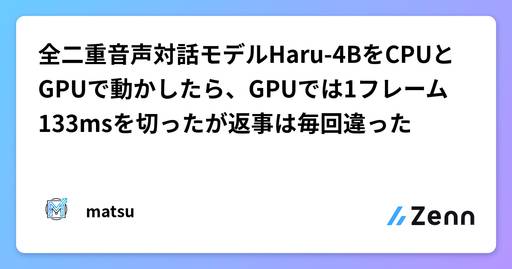 全二重音声対話モデルHaru-4BをCPUと
GPUで動かしたら、GPUでは1フレーム
133msを切ったが返事は毎回違った
matsu
Zenn